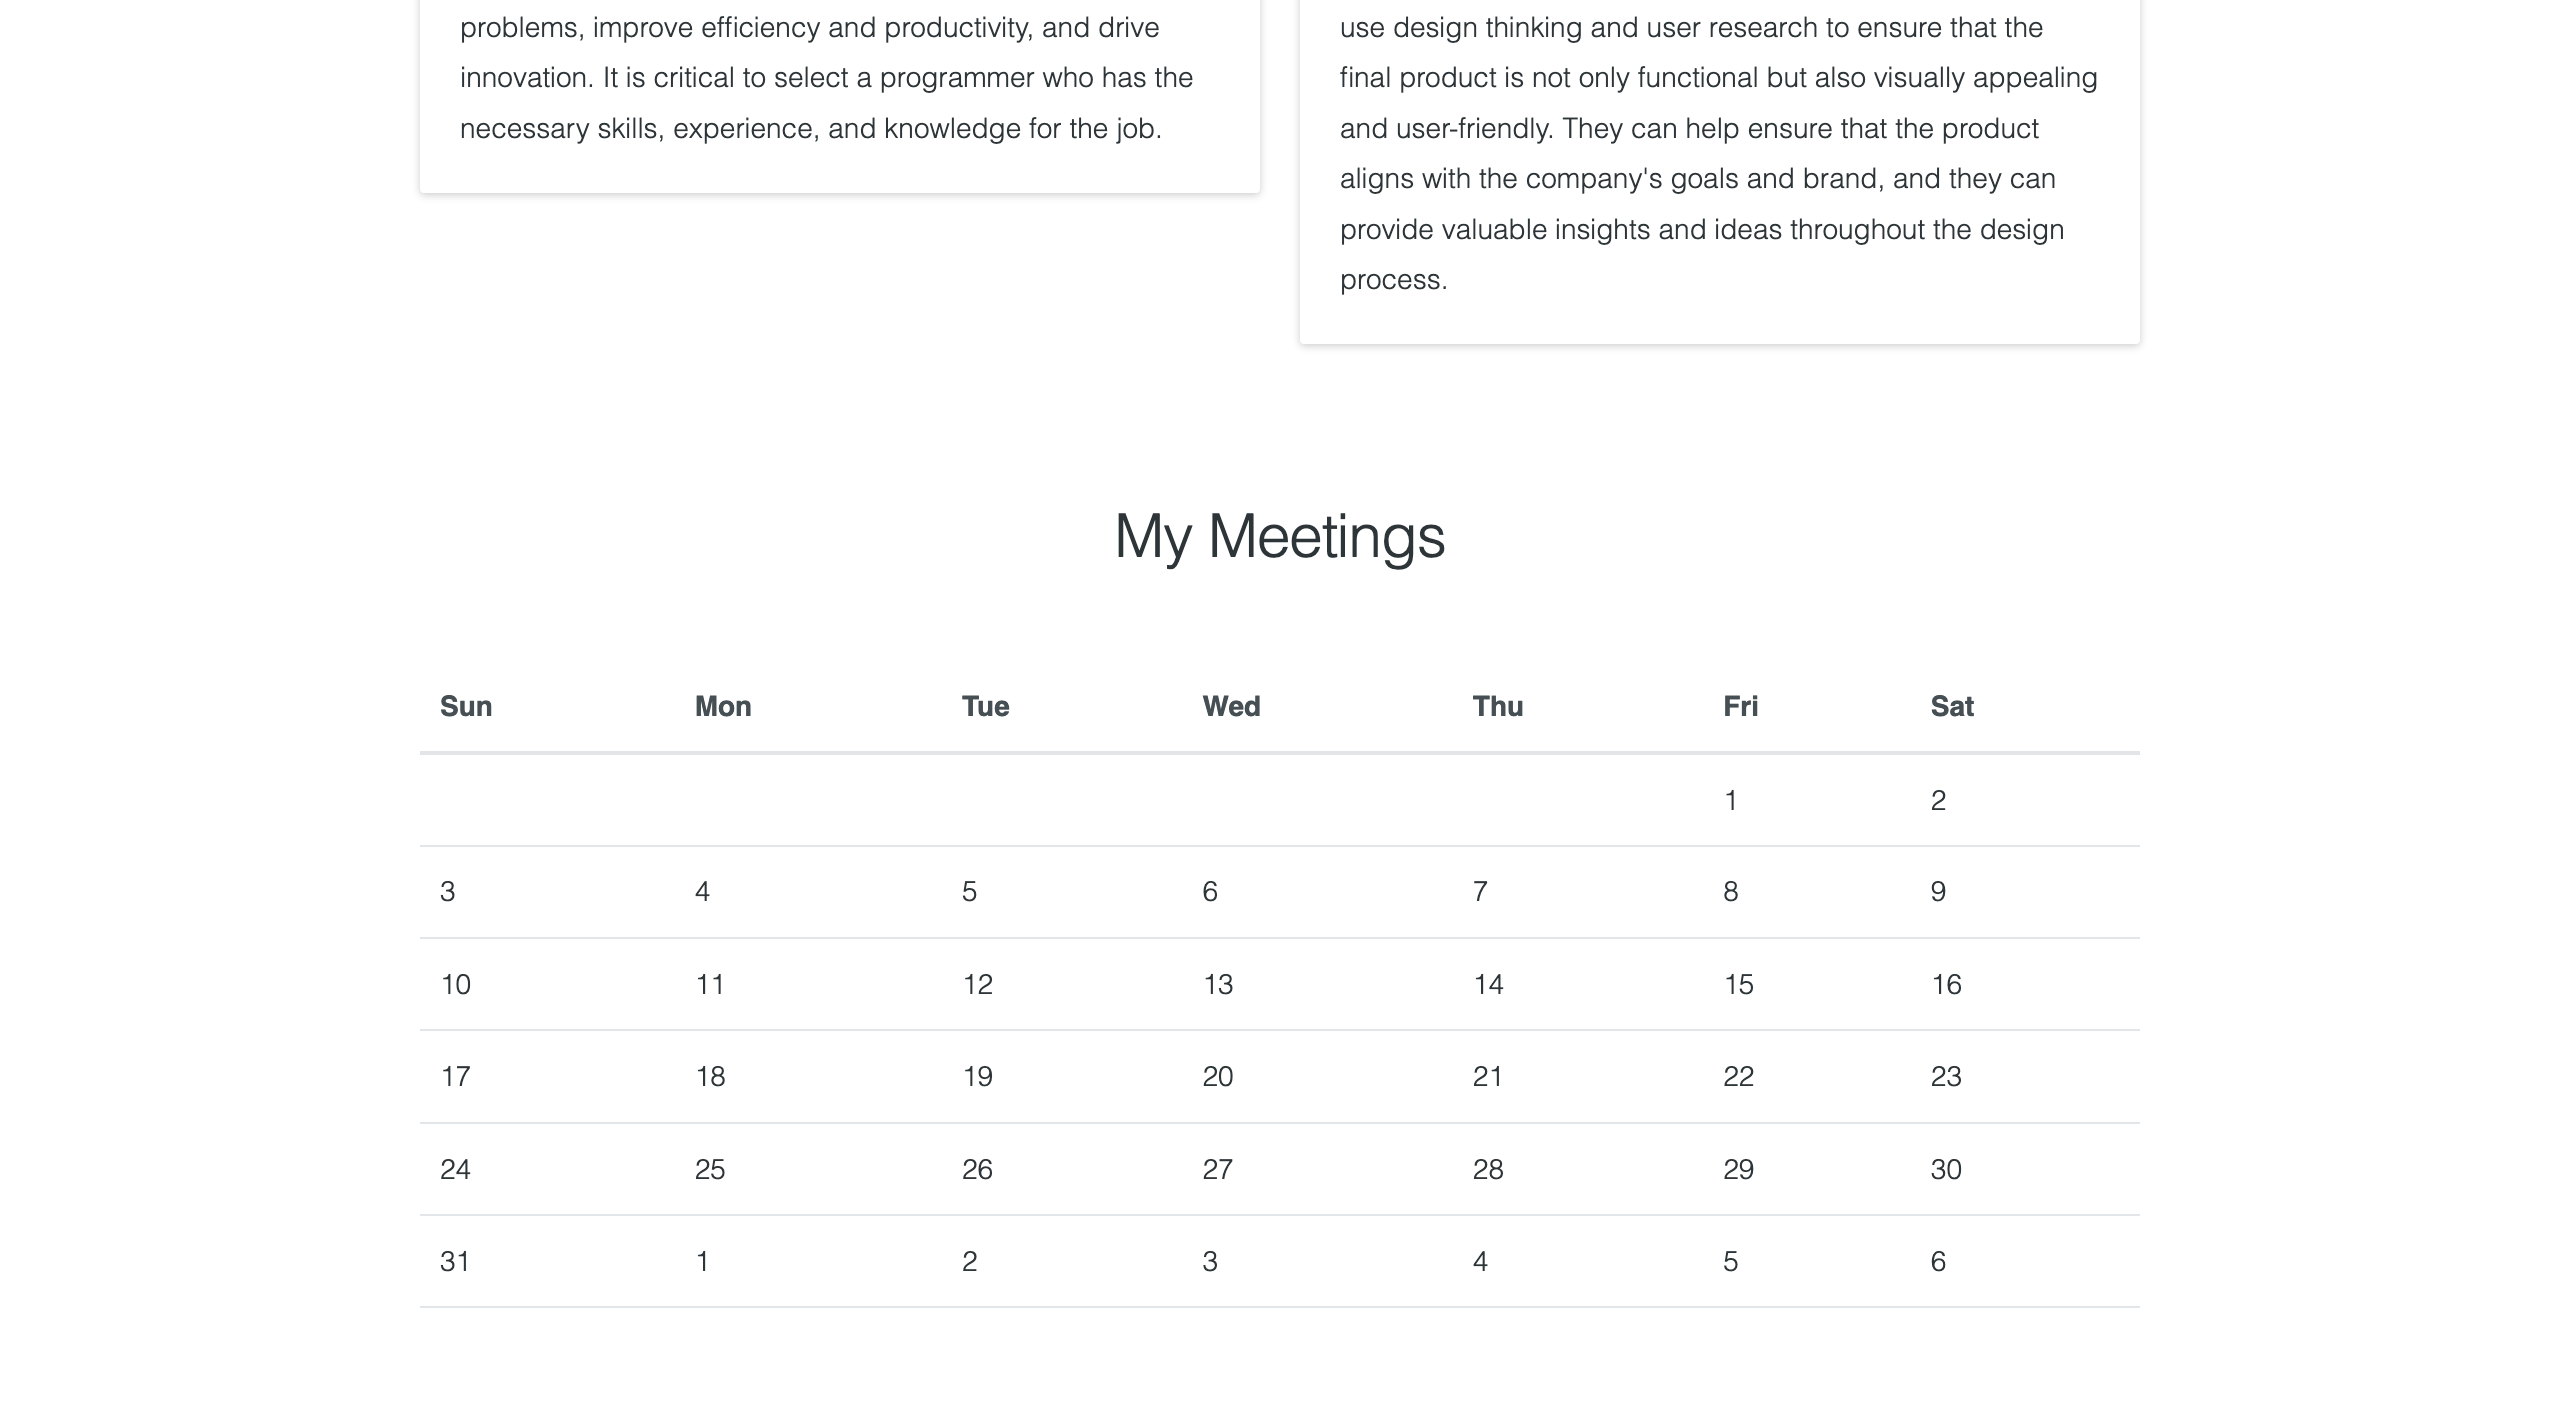 problems, improve efficiency and productivity, and drive
innovation. It is critical to select a programmer who has the
necessary skills, experience, and knowledge for the job.
use design thinking and user research to ensure that the
final product is not only functional but also visually appealing
and user-friendly. They can help ensure that the product
aligns with the company's goals and brand, and they can
provide valuable insights and ideas throughout the design
process.
My Meetings
Sun Mon Tue Wed Thu Fri Sat
1 2
3 4 5 6 7 8 9
10 11 12 13 14 15 16
17 18 19 20 21 22 23
24 25 26 27 28 29 30
31 1 2 3 4 5 6